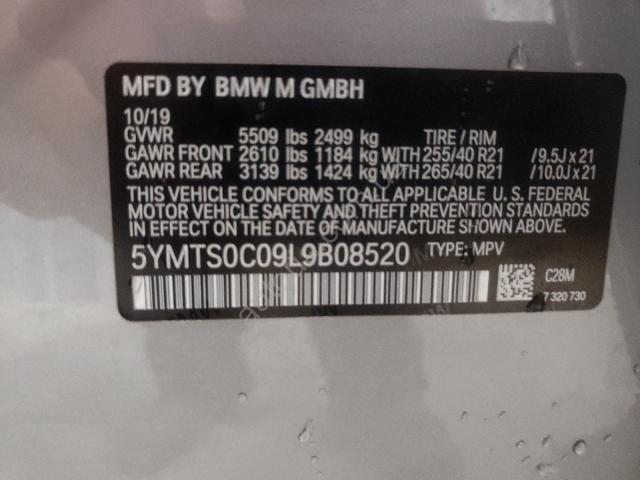 MFD BY BMW M GMBH
10/19
GVWR 5509 lbs 2499 kg TIRE / RIM
GAWR FRONT 2610 lbs 1184 kg WITH 255/40 R21 / 9.5J x 21
GAWR REAR 3139 lbs 1424 kg WITH 265/40 R21 / 10.0J x 21
THIS VEHICLE CONFORMS TO ALL APPLICABLE U. S. FEDERAL
MOTOR VEHICLE SAFETY AND THEFT PREVENTION STANDARDS
IN EFFECT ON THE DATE OF MANUFACTURE SHOWN ABOVE.
5YMTS0C09L9B08520 TYPE: MPV
C28M
7 320 730